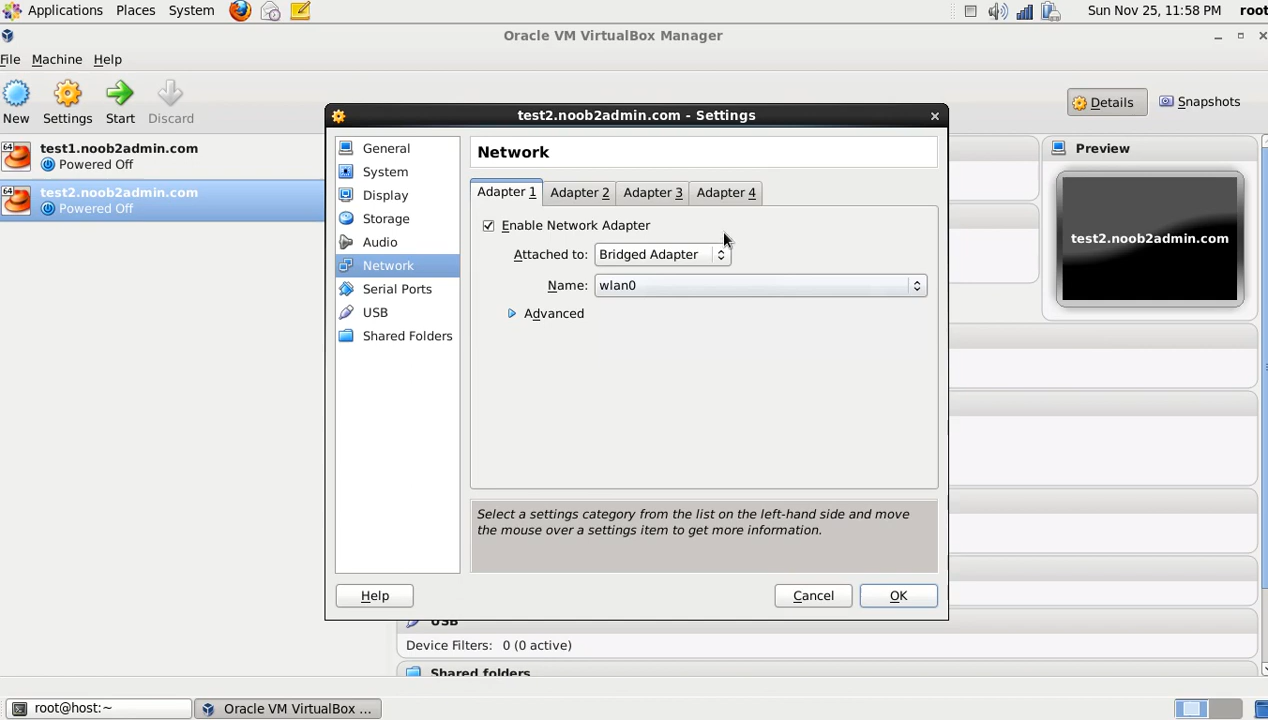 Applications Places System
Sun Nov 25, 11:58 PM root
Oracle VM VirtualBox Manager
File Machine Help
New Settings Start Discard
Details Snapshots
64 test1.noob2admin.com
Powered Off
64 test2.noob2admin.com
Powered Off
test2.noob2admin.com - Settings
General
System
Display
Storage
Audio
Network
Serial Ports
USB
Shared Folders
Network
Adapter 1 Adapter 2 Adapter 3 Adapter 4
Enable Network Adapter
Attached to: Bridged Adapter
Name: wlan0
Advanced
Select a settings category from the list on the left-hand side and move
the mouse over a settings item to get more information.
Help Cancel OK
Preview
test2.noob2admin.com
USB
Device Filters: 0 (0 active)
Shared folders
root@host:~ Oracle VM VirtualBox ...